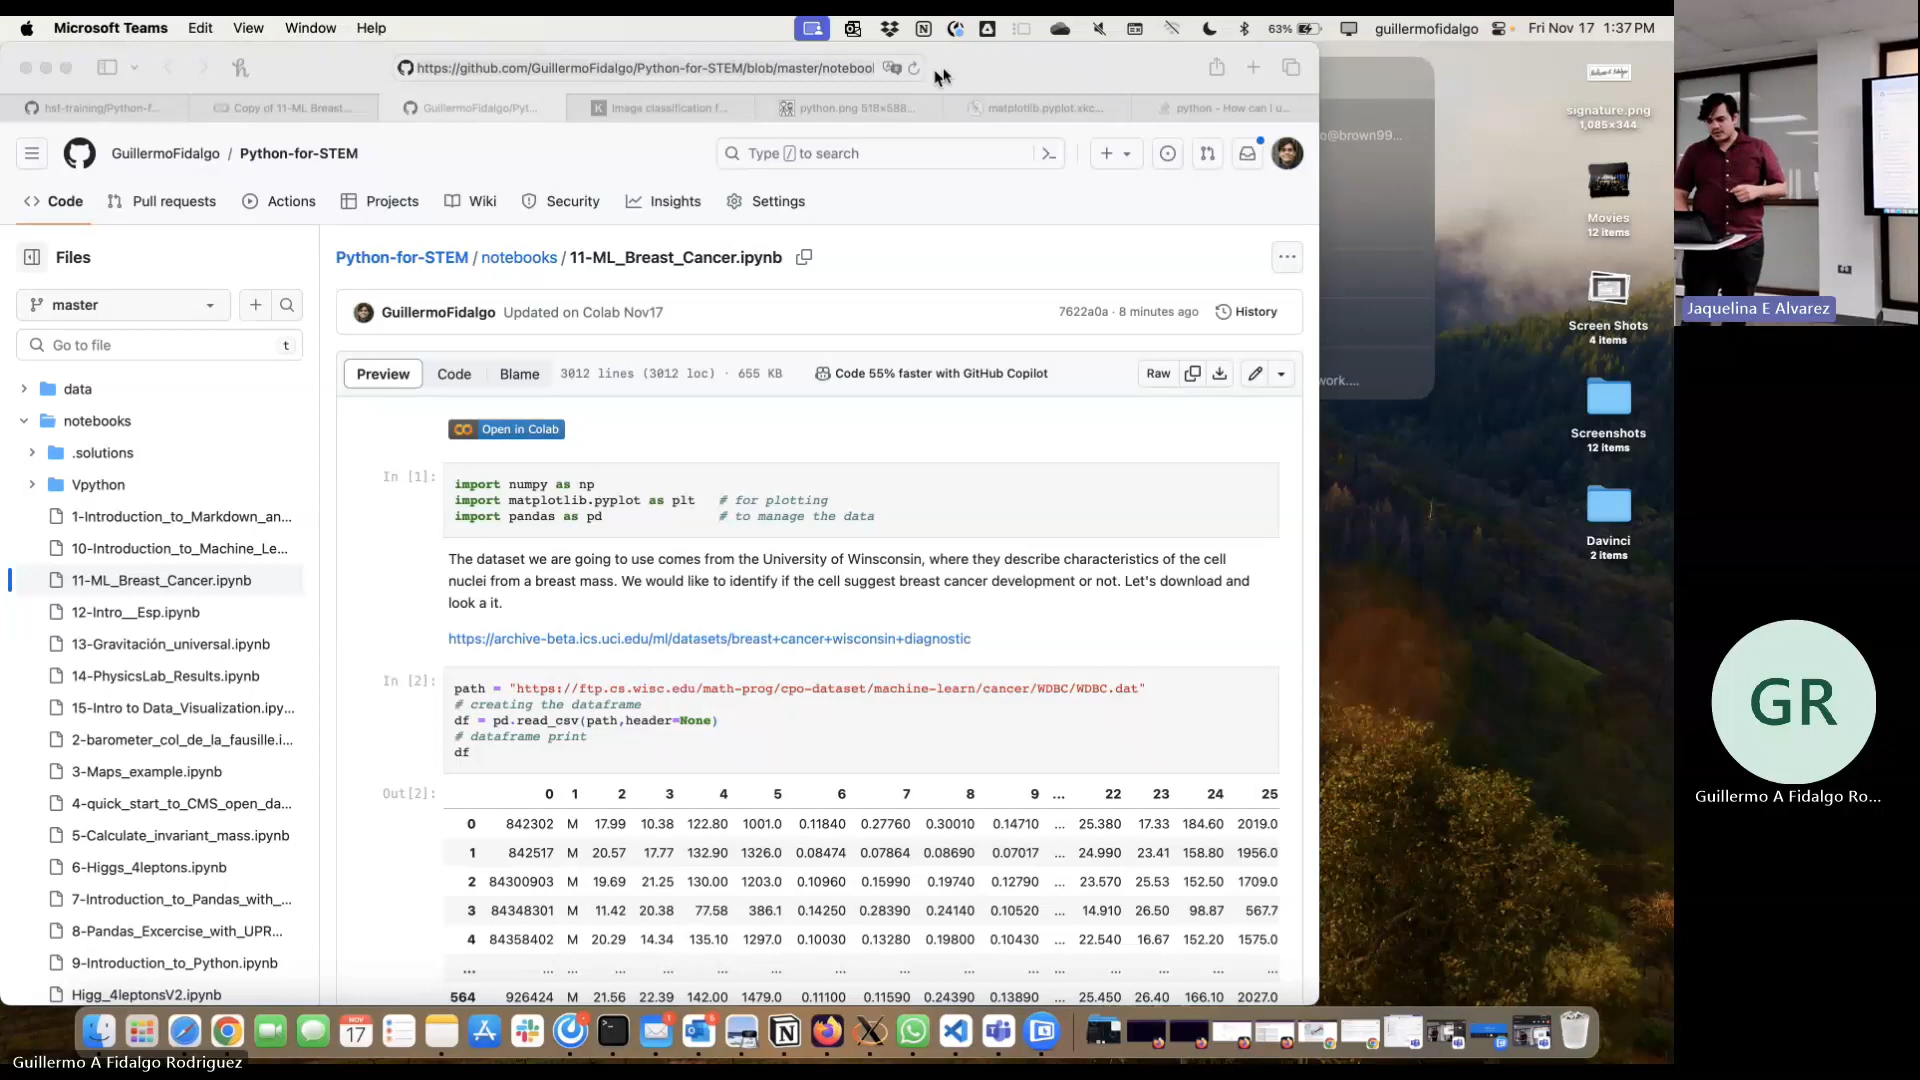 Microsoft Teams Edit View Window Help
63% guillermofidalgo Fri Nov 17 1:37 PM
https://github.com/GuillermoFidalgo/Python-for-STEM/blob/master/noteboo
hsf-training/Python-f... Copy of 11-ML Breast... GuillermoFidalgo/Pyt... Image classification f... python.png 518×588... matplotlib.pyplot.xkc... python - How can I u...
GuillermoFidalgo / Python-for-STEM
Type / to search
Code Pull requests Actions Projects Wiki Security Insights Settings
Files
master
Go to file t
data
notebooks
.solutions
Vpython
1-Introduction_to_Markdown_an...
10-Introduction_to_Machine_Le...
11-ML_Breast_Cancer.ipynb
12-Intro__Esp.ipynb
13-Gravitación_universal.ipynb
14-PhysicsLab_Results.ipynb
15-Intro to Data_Visualization.ipy...
2-barometer_col_de_la_fausille.i...
3-Maps_example.ipynb
4-quick_start_to_CMS_open_da...
5-Calculate_invariant_mass.ipynb
6-Higgs_4leptons.ipynb
7-Introduction_to_Pandas_with_...
8-Pandas_Excercise_with_UPR...
9-Introduction_to_Python.ipynb
Higg_4leptonsV2.ipynb
Python-for-STEM / notebooks / 11-ML_Breast_Cancer.ipynb
GuillermoFidalgo Updated on Colab Nov17 7622a0a · 8 minutes ago History
Preview Code Blame 3012 lines (3012 loc) · 655 KB Code 55% faster with GitHub Copilot Raw
Open in Colab
In [1]:
import numpy as np
import matplotlib.pyplot as plt # for plotting
import pandas as pd # to manage the data
The dataset we are going to use comes from the University of Winsconsin, where they describe characteristics of the cell
nuclei from a breast mass. We would like to identify if the cell suggest breast cancer development or not. Let's download and
look a it.
https://archive-beta.ics.uci.edu/ml/datasets/breast+cancer+wisconsin+diagnostic
In [2]:
path = "https://ftp.cs.wisc.edu/math-prog/cpo-dataset/machine-learn/cancer/WDBC/WDBC.dat"
# creating the dataframe
df = pd.read_csv(path,header=None)
# dataframe print
df
Out[2]:
0 1 2 3 4 5 6 7 8 9 ... 22 23 24 25
0 842302 M 17.99 10.38 122.80 1001.0 0.11840 0.27760 0.30010 0.14710 ... 25.380 17.33 184.60 2019.0
1 842517 M 20.57 17.77 132.90 1326.0 0.08474 0.07864 0.08690 0.07017 ... 24.990 23.41 158.80 1956.0
2 84300903 M 19.69 21.25 130.00 1203.0 0.10960 0.15990 0.19740 0.12790 ... 23.570 25.53 152.50 1709.0
3 84348301 M 11.42 20.38 77.58 386.1 0.14250 0.28390 0.24140 0.10520 ... 14.910 26.50 98.87 567.7
4 84358402 M 20.29 14.34 135.10 1297.0 0.10030 0.13280 0.19800 0.10430 ... 22.540 16.67 152.20 1575.0
... ... ... ... ... ... ... ... ... ... ... ... ... ... ... ...
564 926424 M 21.56 22.39 142.00 1479.0 0.11100 0.11590 0.24390 0.13890 ... 25.450 26.40 166.10 2027.0
o@brown99...
work....
signature.png
1,085×344
Movies
12 items
Screen Shots
4 items
Screenshots
12 items
Davinci
2 items
Jaquelina E Alvarez
GR
Guillermo A Fidalgo Ro...
NOV
17
Guillermo A Fidalgo Rodriguez